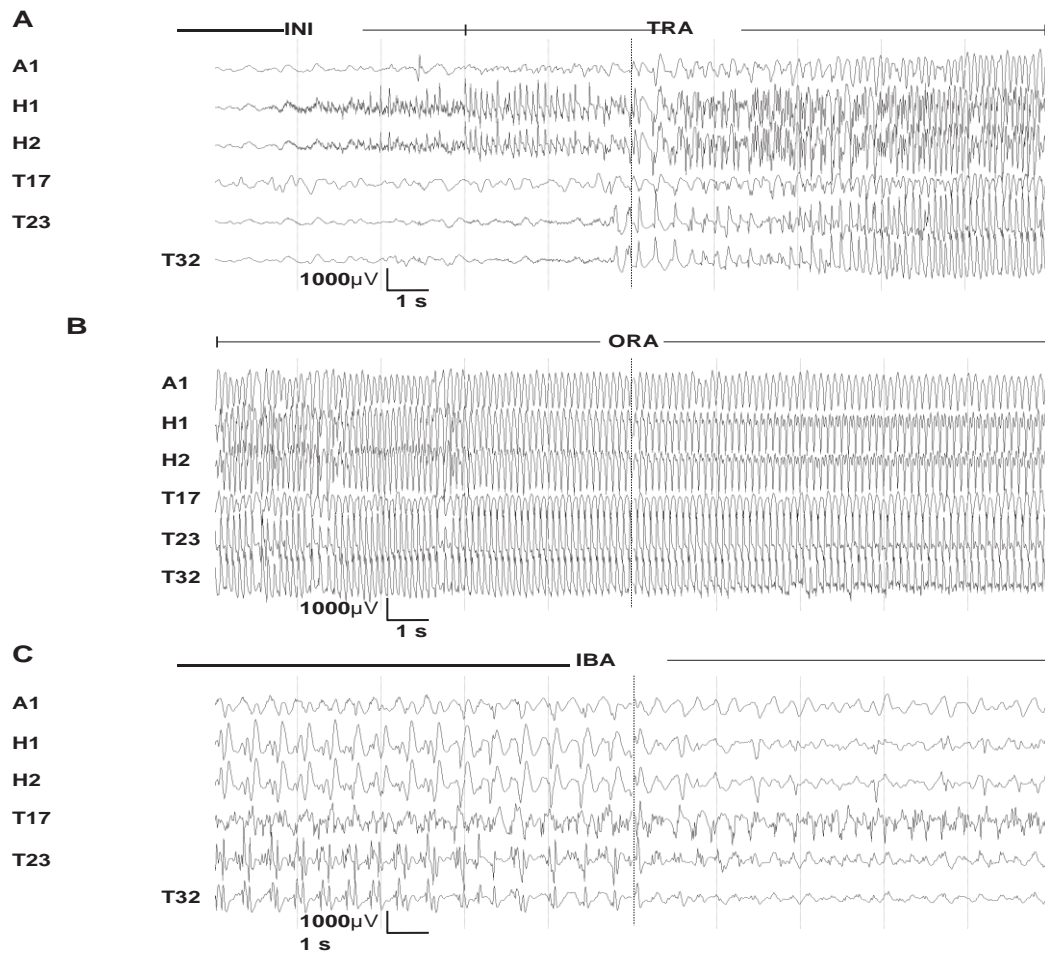 A
INI TRA
A1
H1
H2
T17
T23
T32
1000µV
1 s
B
ORA
A1
H1
H2
T17
T23
T32
1000µV
1 s
C
IBA
A1
H1
H2
T17
T23
T32
1000µV
1 s